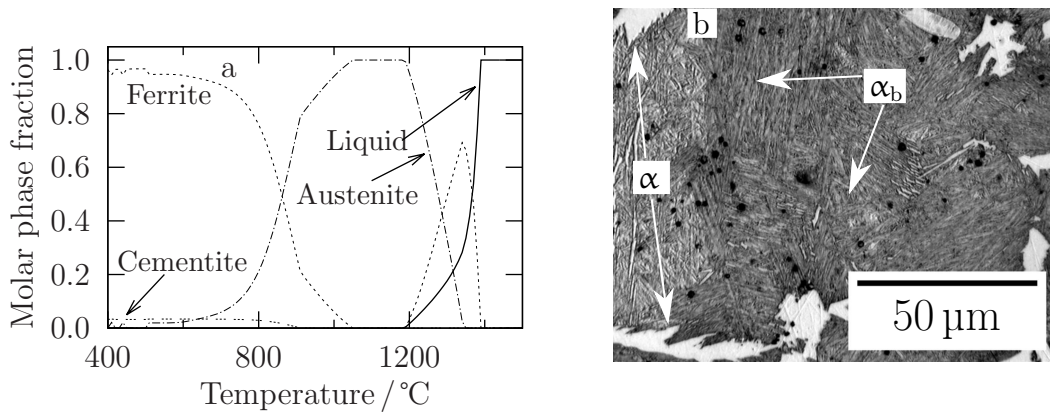 1.0
0.8
0.6
0.4
0.2
0.0
Molar phase fraction
a
Ferrite
Liquid
Austenite
Cementite
400
800
1200
Temperature / °C
b
α_b
α
50 µm